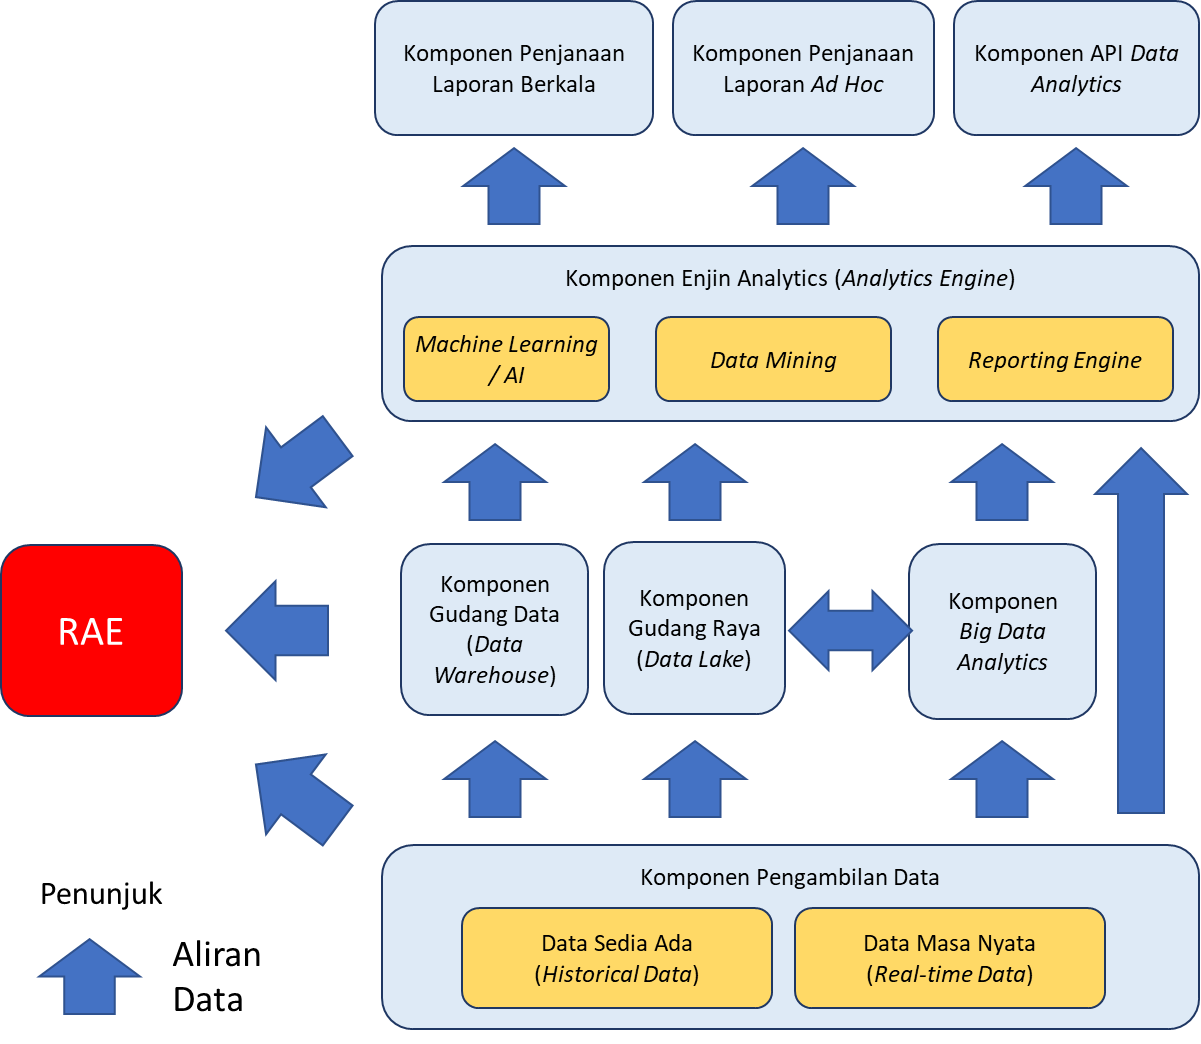 Komponen Penjanaan
Laporan Berkala
Komponen Penjanaan
Laporan Ad Hoc
Komponen API Data
Analytics
Komponen Enjin Analytics (Analytics Engine)
Machine Learning
/ AI
Data Mining
Reporting Engine
RAE
Komponen
Gudang Data
(Data
Warehouse)
Komponen
Gudang Raya
(Data Lake)
Komponen
Big Data
Analytics
Komponen Pengambilan Data
Data Sedia Ada
(Historical Data)
Data Masa Nyata
(Real-time Data)
Penunjuk
Aliran
Data